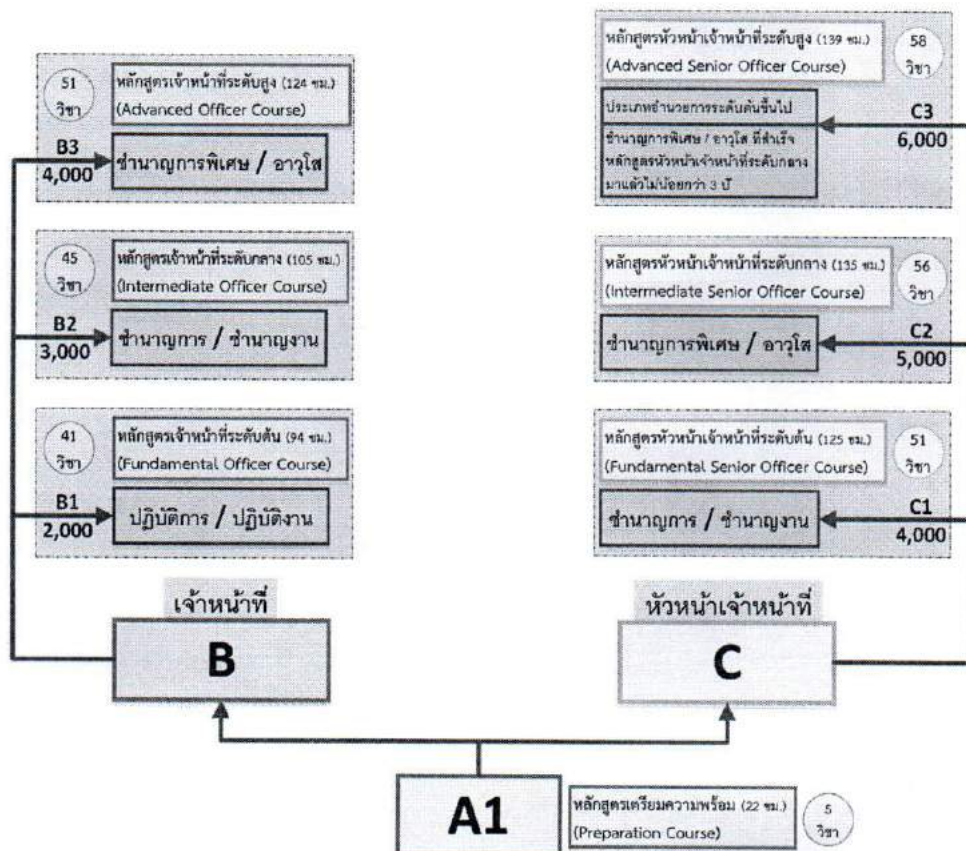 51
วิชา
หลักสูตรเจ้าหน้าที่ระดับสูง (124 ชม.)
(Advanced Officer Course)
B3
4,000
ชำนาญการพิเศษ / อาวุโส
45
วิชา
หลักสูตรเจ้าหน้าที่ระดับกลาง (105 ชม.)
(Intermediate Officer Course)
B2
3,000
ชำนาญการ / ชำนาญงาน
41
วิชา
หลักสูตรเจ้าหน้าที่ระดับต้น (94 ชม.)
(Fundamental Officer Course)
B1
2,000
ปฏิบัติการ / ปฏิบัติงาน
เจ้าหน้าที่
B
หลักสูตรหัวหน้าเจ้าหน้าที่ระดับสูง (139 ชม.)
(Advanced Senior Officer Course)
58
วิชา
ประเภทอำนวยการระดับต้นขึ้นไป
ชำนาญการพิเศษ / อาวุโส ที่สำเร็จ
หลักสูตรหัวหน้าเจ้าหน้าที่ระดับกลาง
มาแล้วไม่น้อยกว่า 3 ปี
C3
6,000
หลักสูตรหัวหน้าเจ้าหน้าที่ระดับกลาง (135 ชม.)
(Intermediate Senior Officer Course)
56
วิชา
ชำนาญการพิเศษ / อาวุโส
C2
5,000
หลักสูตรหัวหน้าเจ้าหน้าที่ระดับต้น (125 ชม.)
(Fundamental Senior Officer Course)
51
วิชา
ชำนาญการ / ชำนาญงาน
C1
4,000
หัวหน้าเจ้าหน้าที่
C
A1
หลักสูตรเตรียมความพร้อม (22 ชม.)
(Preparation Course)
5
วิชา